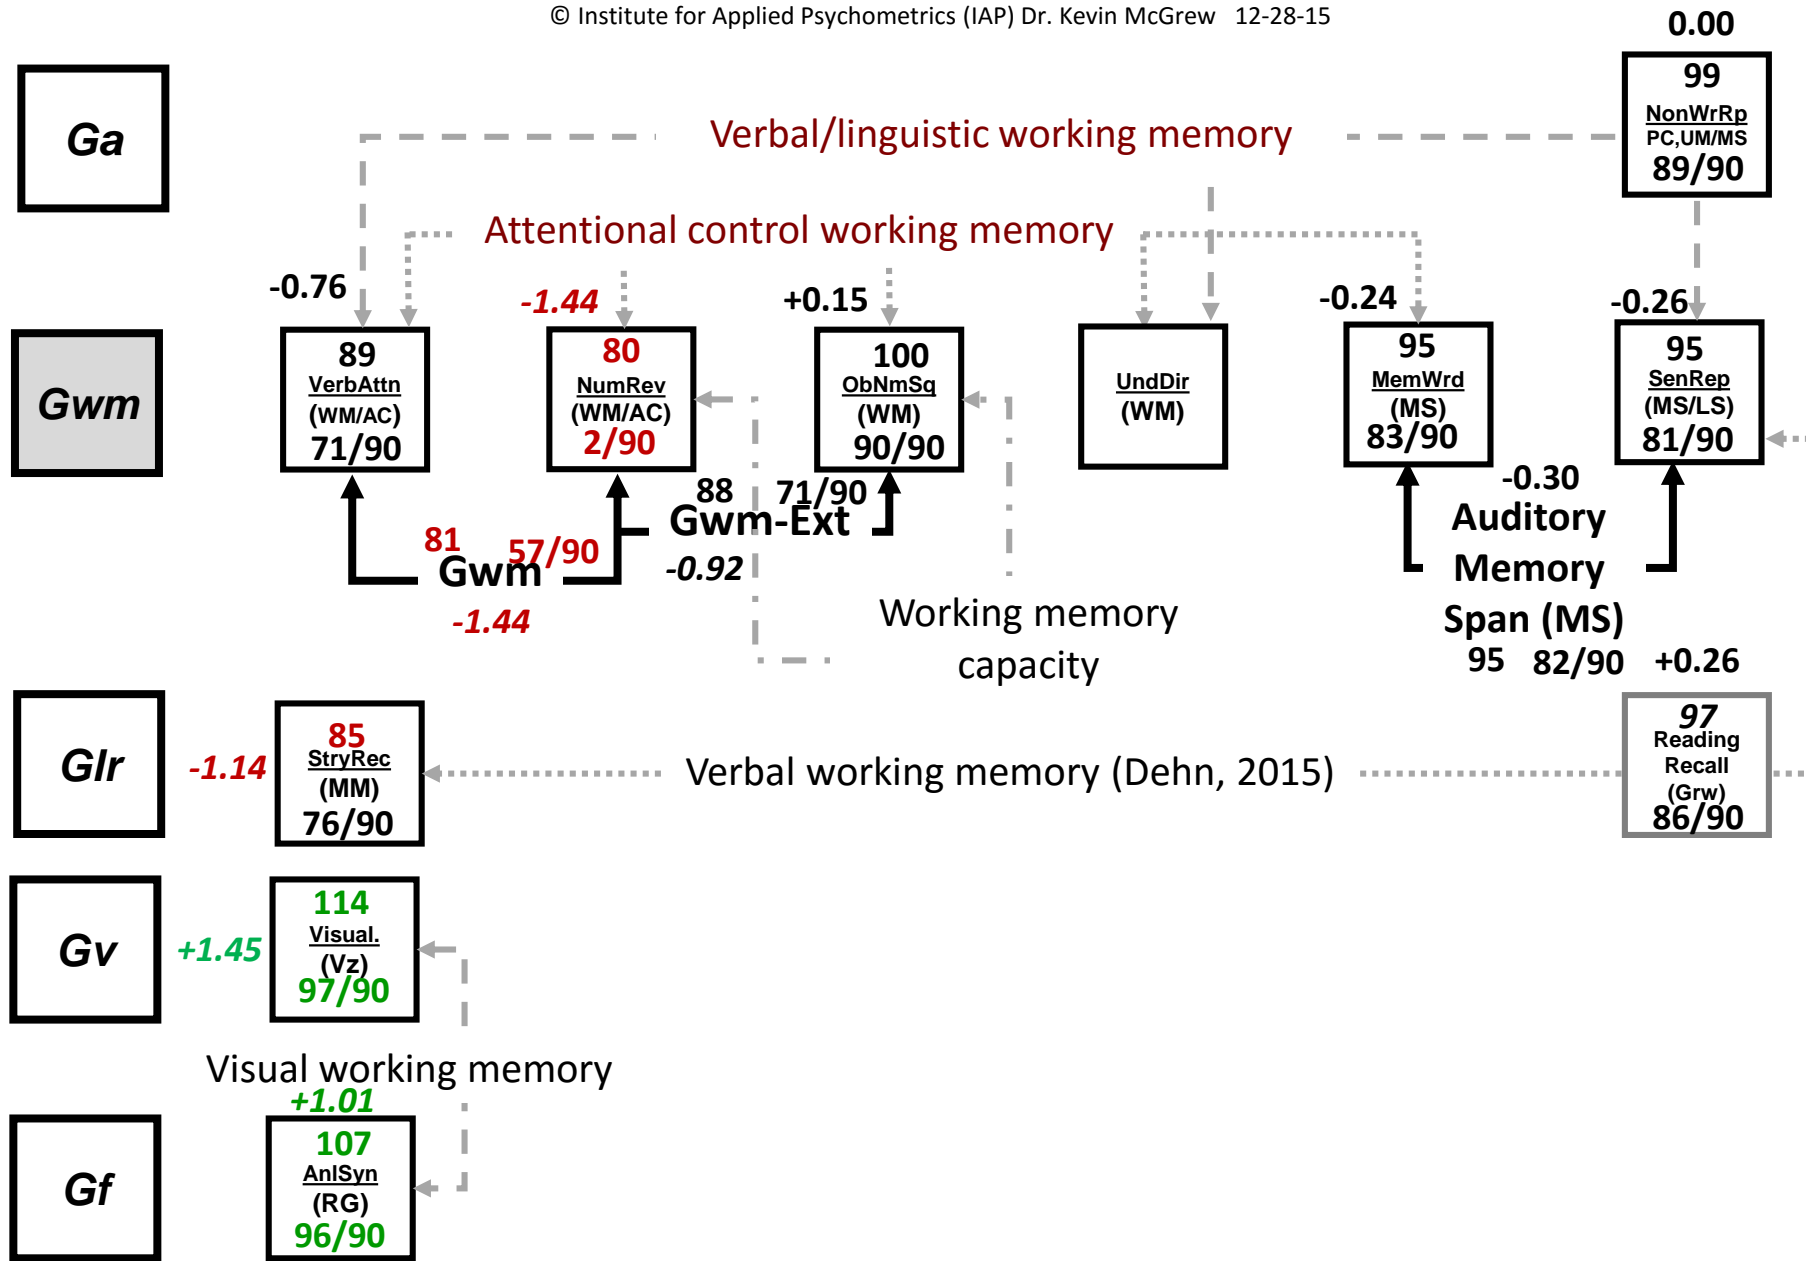 © Institute for Applied Psychometrics (IAP) Dr. Kevin McGrew 12-28-15
0.00
Ga
Verbal/linguistic working memory
99
NonWrRp
PC,UM/MS
89/90
Attentional control working memory
-0.76
-1.44
+0.15
-0.24
-0.26
Gwm
89
VerbAttn
(WM/AC)
71/90
80
NumRev
(WM/AC)
2/90
100
ObNmSq
(WM)
90/90
UndDir
(WM)
95
MemWrd
(MS)
83/90
95
SenRep
(MS/LS)
81/90
88
71/90
Gwm-Ext
-0.92
81
57/90
Gwm
-1.44
-0.30
Auditory
Memory
Span (MS)
95 82/90
Working memory
capacity
+0.26
Glr
-1.14
85
StryRec
(MM)
76/90
Verbal working memory (Dehn, 2015)
97
Reading
Recall
(Grw)
86/90
Gv
+1.45
114
Visual.
(Vz)
97/90
Visual working memory
+1.01
Gf
107
AnlSyn
(RG)
96/90